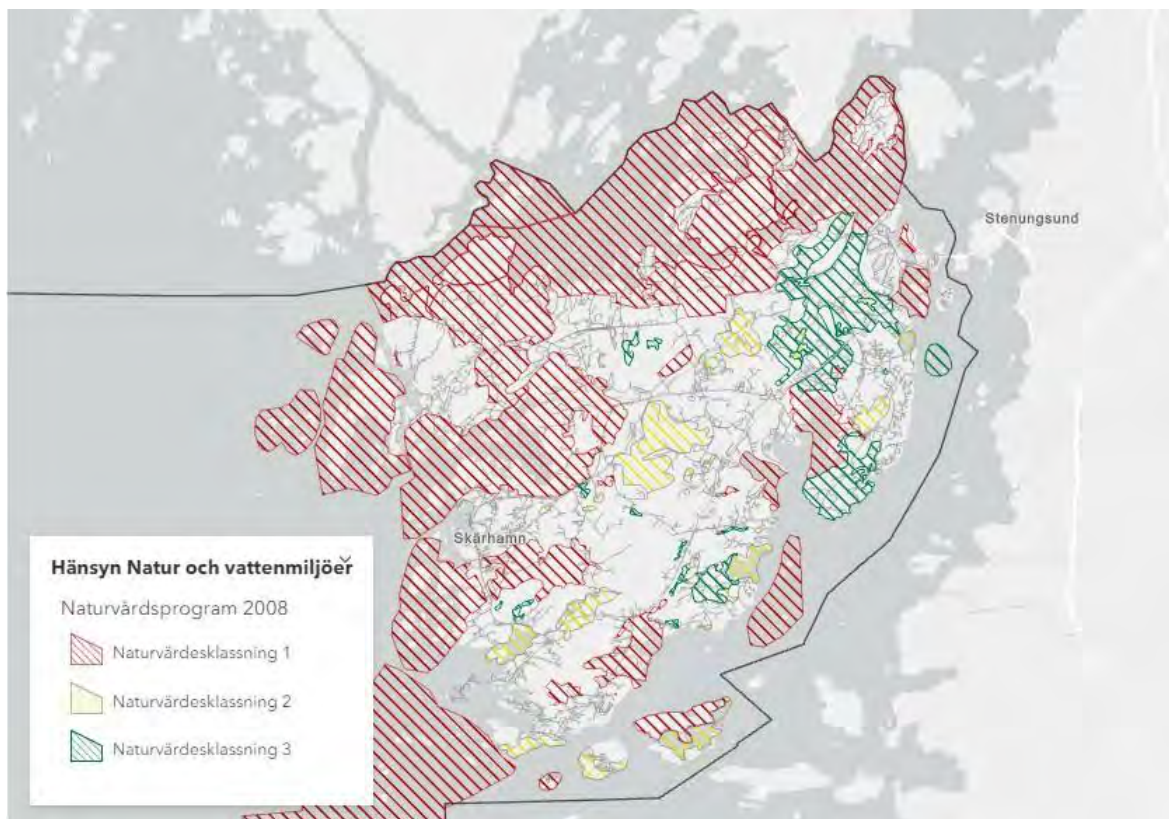 Stenungsund
Skärhamn
Hänsyn Natur och vattenmiljöer
Naturvårdsprogram 2008
Naturvärdesklassning 1
Naturvärdesklassning 2
Naturvärdesklassning 3